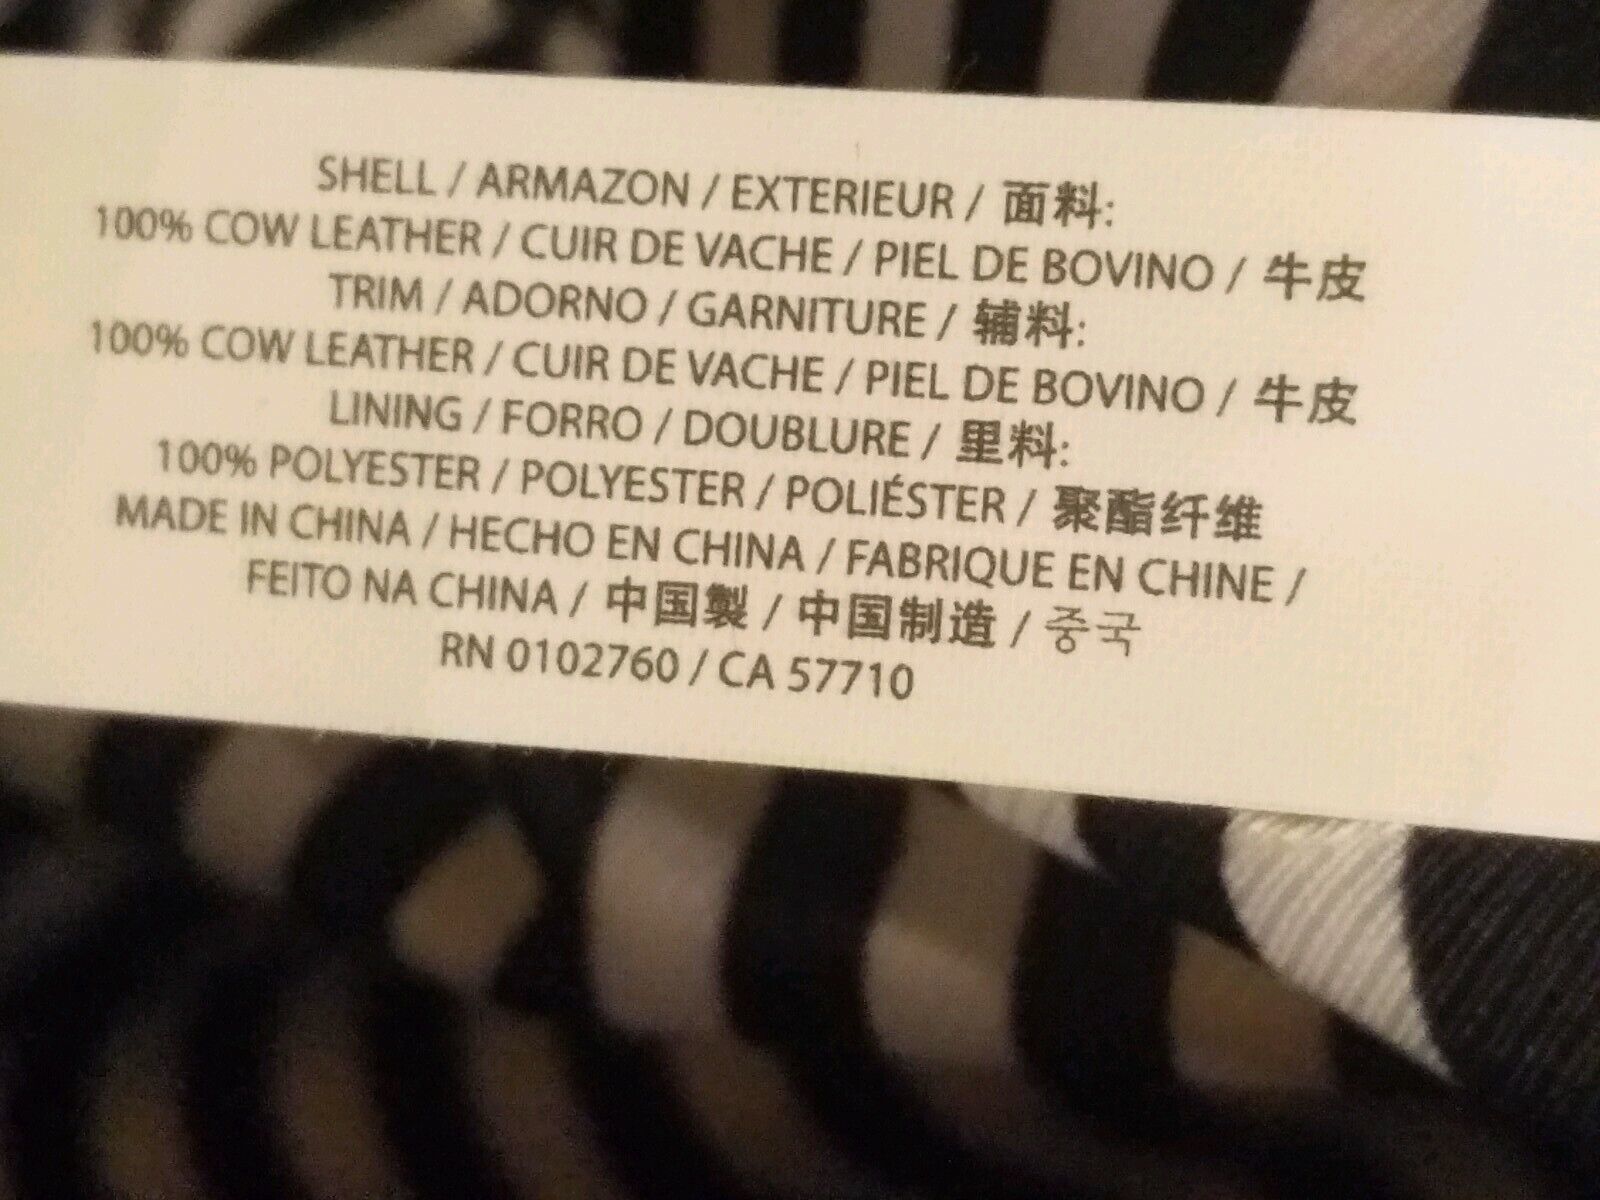 SHELL / ARMAZON / EXTERIEUR / 面料:
100% COW LEATHER / CUIR DE VACHE / PIEL DE BOVINO / 牛皮
TRIM / ADORNO / GARNITURE / 辅料:
100% COW LEATHER / CUIR DE VACHE / PIEL DE BOVINO / 牛皮
LINING / FORRO / DOUBLURE / 里料:
100% POLYESTER / POLYESTER / POLIÉSTER / 聚酯纤维
MADE IN CHINA / HECHO EN CHINA / FABRIQUE EN CHINE /
FEITO NA CHINA / 中国製 / 中国制造 / 중국
RN 0102760 / CA 57710